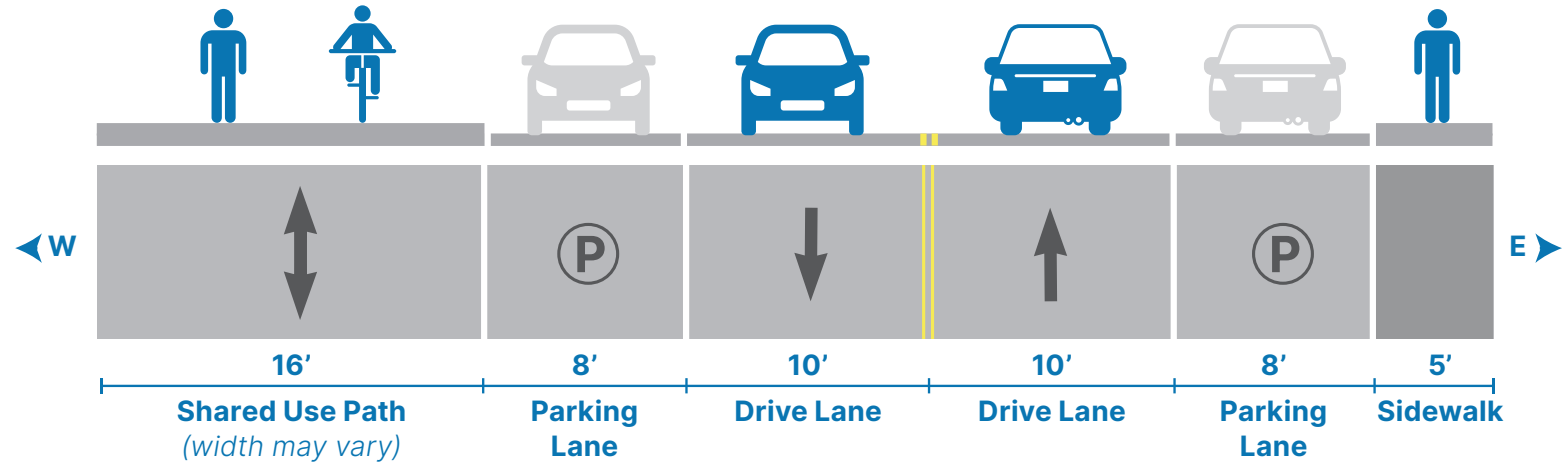 W
P
P
E
16’ 8’ 10’ 10’ 8’ 5’
Shared Use Path
(width may vary)
Parking
Lane
Drive Lane
Drive Lane
Parking
Lane
Sidewalk